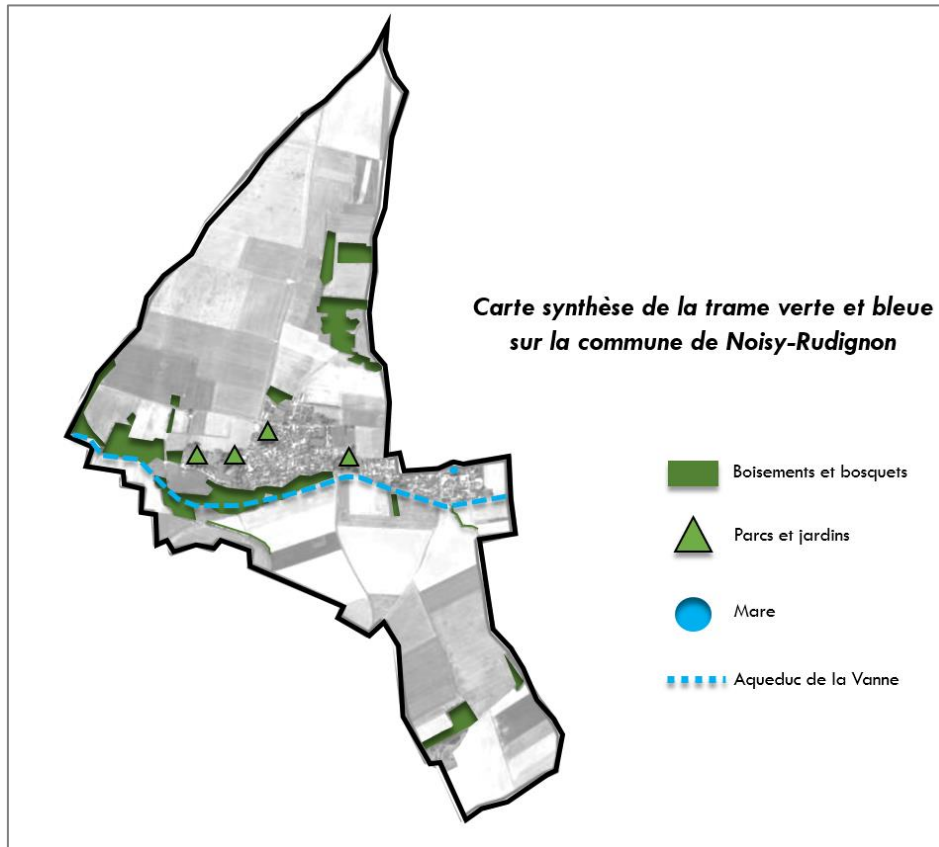 Carte synthèse de la trame verte et bleue
sur la commune de Noisy-Rudignon
Boisements et bosquets
Parcs et jardins
Mare
Aqueduc de la Vanne